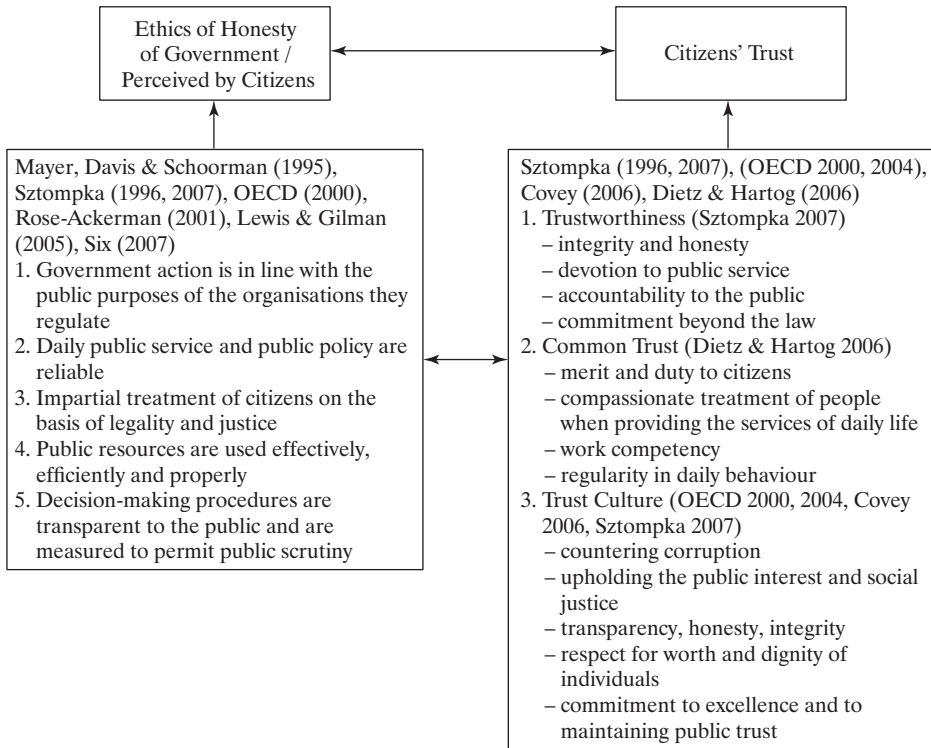 Ethics of Honesty
of Government /
Perceived by Citizens
Citizens’ Trust
Mayer, Davis & Schoorman (1995),
Sztompka (1996, 2007), OECD (2000),
Rose-Ackerman (2001), Lewis & Gilman
(2005), Six (2007)
1. Government action is in line with the
public purposes of the organisations they
regulate
2. Daily public service and public policy are
reliable
3. Impartial treatment of citizens on the
basis of legality and justice
4. Public resources are used effectively,
efficiently and properly
5. Decision-making procedures are
transparent to the public and are
measured to permit public scrutiny
Sztompka (1996, 2007), (OECD 2000, 2004),
Covey (2006), Dietz & Hartog (2006)
1. Trustworthiness (Sztompka 2007)
– integrity and honesty
– devotion to public service
– accountability to the public
– commitment beyond the law
2. Common Trust (Dietz & Hartog 2006)
– merit and duty to citizens
– compassionate treatment of people
when providing the services of daily life
– work competency
– regularity in daily behaviour
3. Trust Culture (OECD 2000, 2004, Covey
2006, Sztompka 2007)
– countering corruption
– upholding the public interest and social
justice
– transparency, honesty, integrity
– respect for worth and dignity of
individuals
– commitment to excellence and to
maintaining public trust